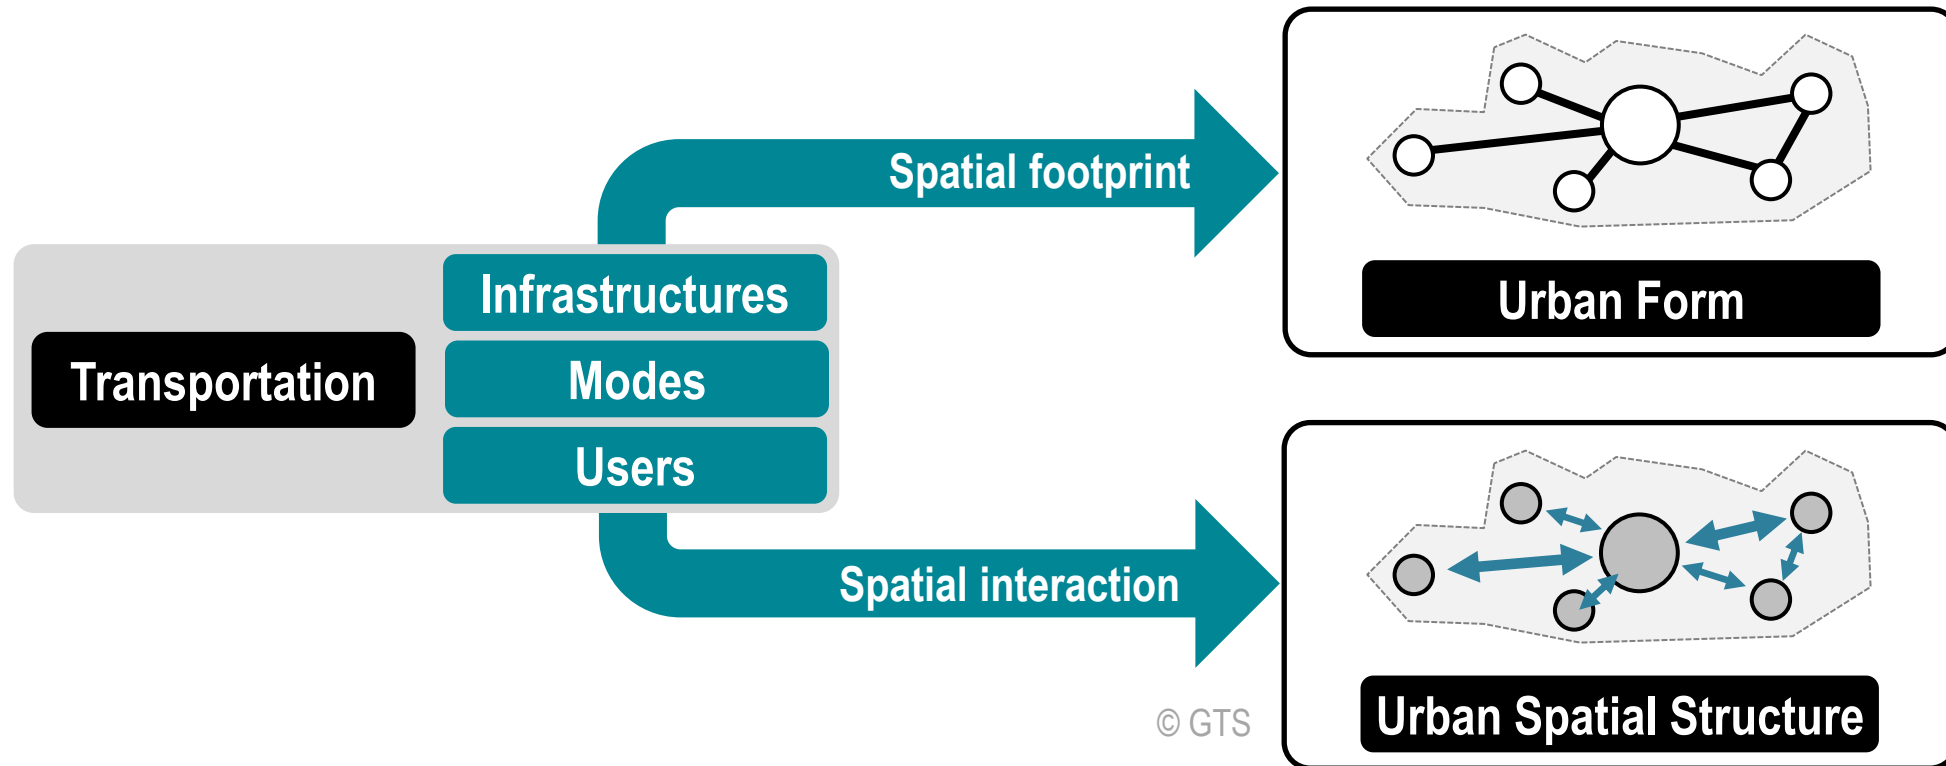 Spatial footprint
Infrastructures
Urban Form
Transportation
Modes
Users
Spatial interaction
© GTS
Urban Spatial Structure